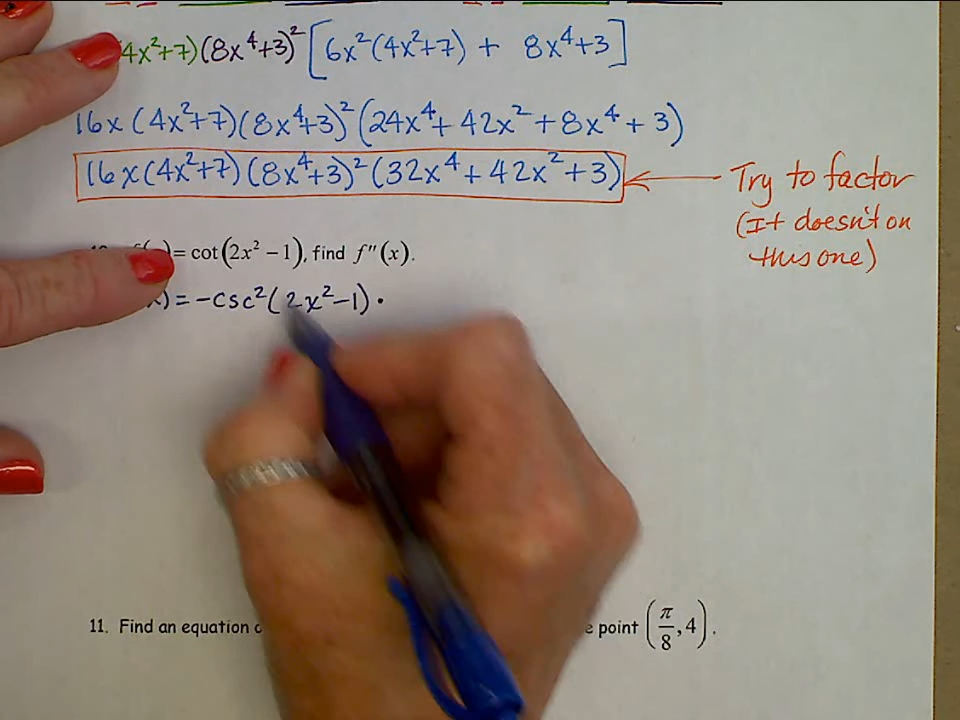 4x²+7)(8x⁴+3)² [6x²(4x²+7) + 8x⁴+3]
16x(4x²+7)(8x⁴+3)²(24x⁴+42x²+8x⁴+3)
16x(4x²+7)(8x⁴+3)²(32x⁴+42x²+3)
Try to factor
(It doesn't on
this one)
= cot(2x² − 1), find f″(x).
x) = −csc²(2x²−1)·
11. Find an equation
point (π/8, 4).